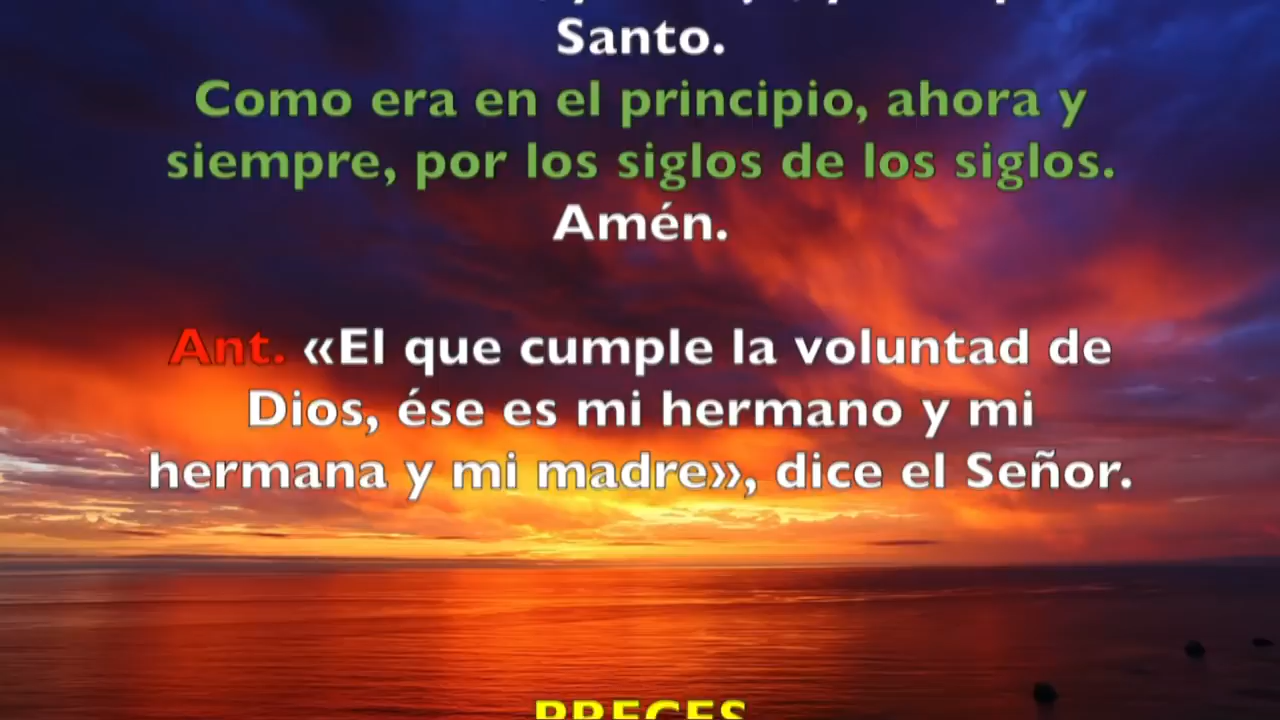 Santo.
Como era en el principio, ahora y
siempre, por los siglos de los siglos.
Amén.
Ant. «El que cumple la voluntad de
Dios, ése es mi hermano y mi
hermana y mi madre», dice el Señor.
PRECES